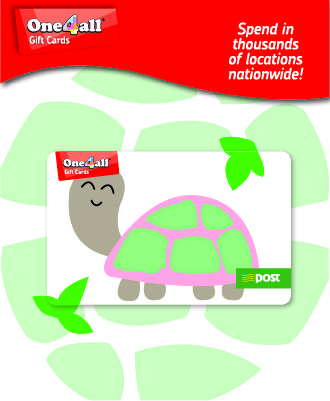 One4all
Gift Cards
Spend in
thousands
of locations
nationwide!
One4all
Gift Cards
post